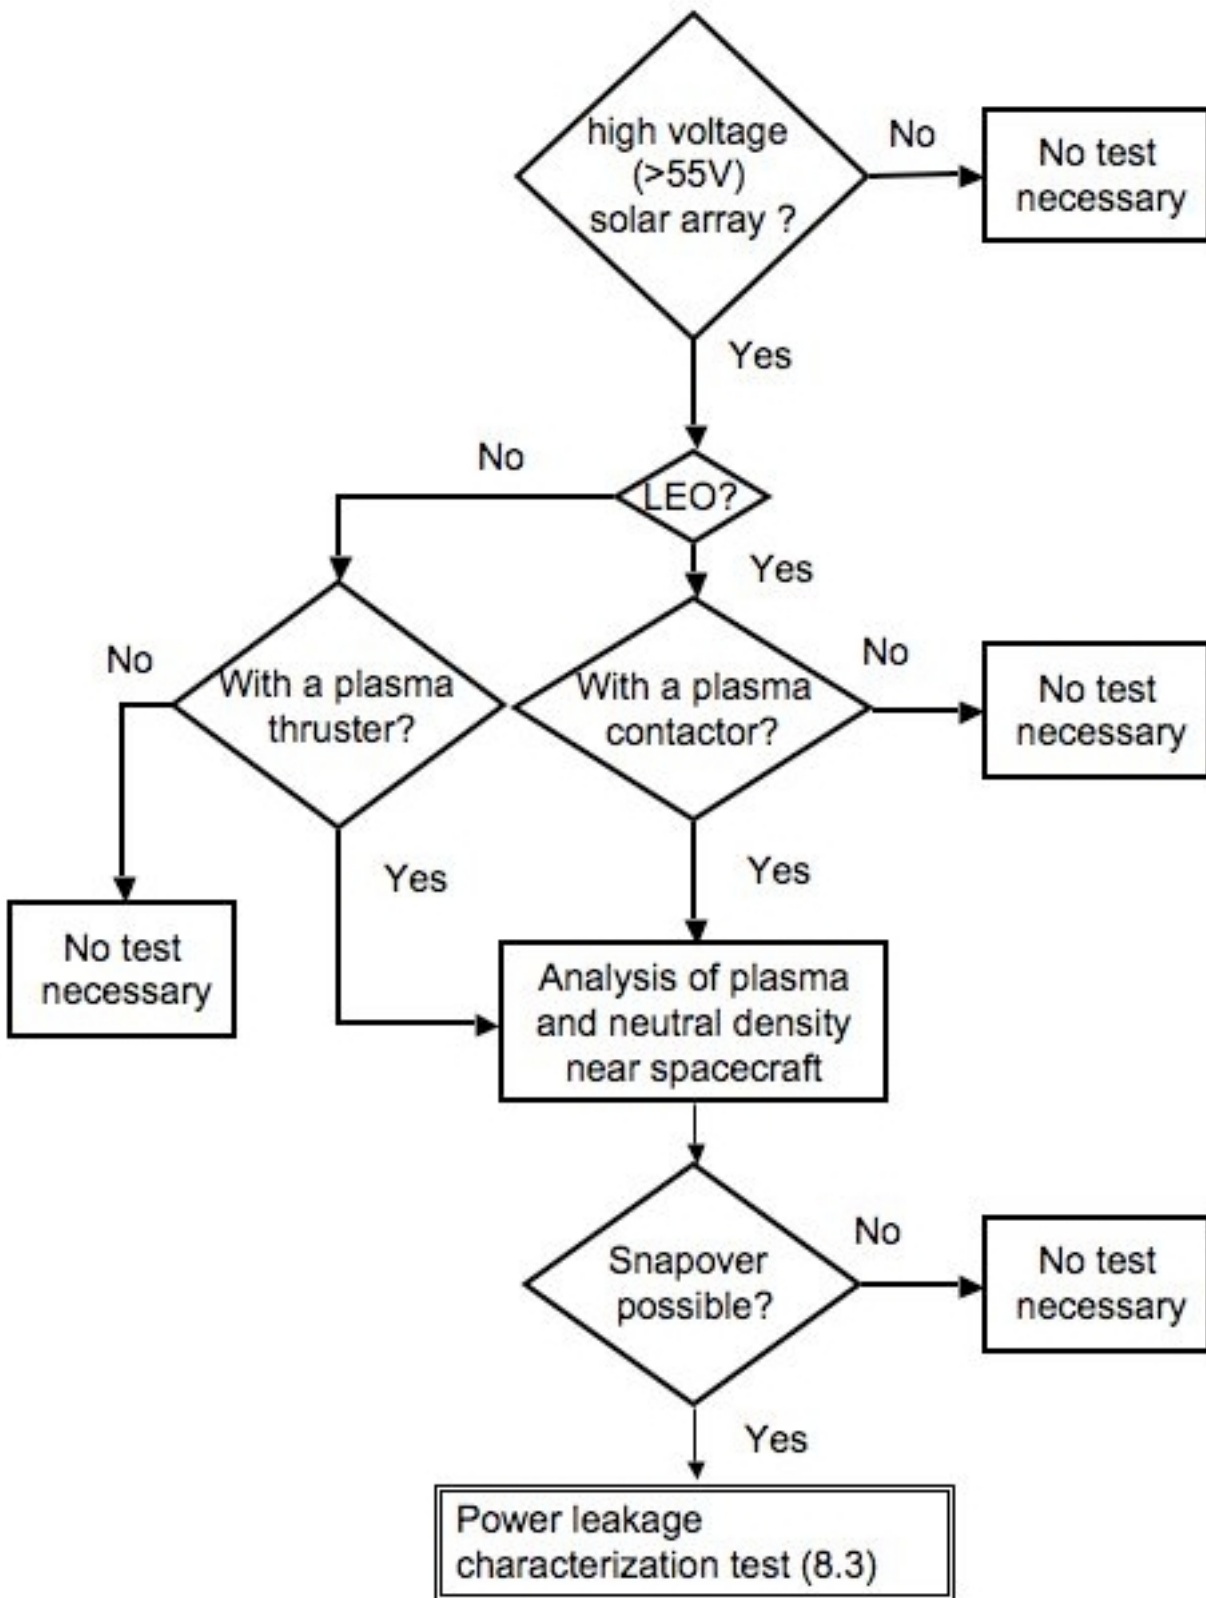 high voltage
(>55V)
solar array ?
No
No test
necessary
Yes
LEO?
No
Yes
With a plasma
thruster?
No
Yes
With a plasma
contactor?
No
No test
necessary
Yes
No test
necessary
Analysis of plasma
and neutral density
near spacecraft
Snapover
possible?
No
No test
necessary
Yes
Power leakage
characterization test (8.3)